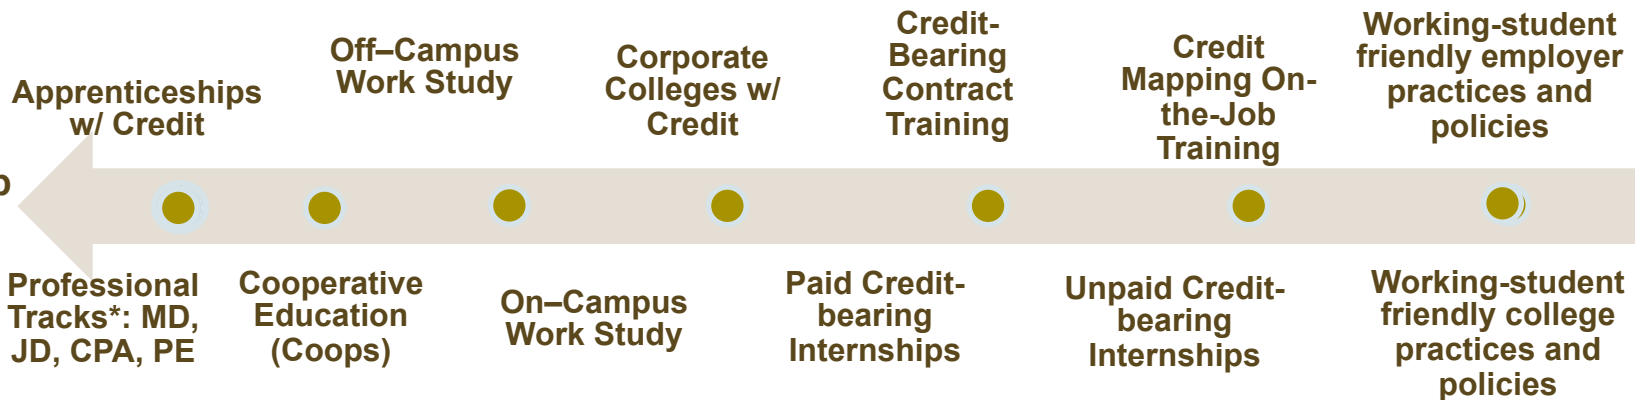 Apprenticeships
w/ Credit
Off–Campus
Work Study
Corporate
Colleges w/
Credit
Credit-
Bearing
Contract
Training
Credit
Mapping On-
the-Job
Training
Working-student
friendly employer
practices and
policies
Professional
Tracks*: MD,
JD, CPA, PE
Cooperative
Education
(Coops)
On–Campus
Work Study
Paid Credit-
bearing
Internships
Unpaid Credit-
bearing
Internships
Working-student
friendly college
practices and
policies